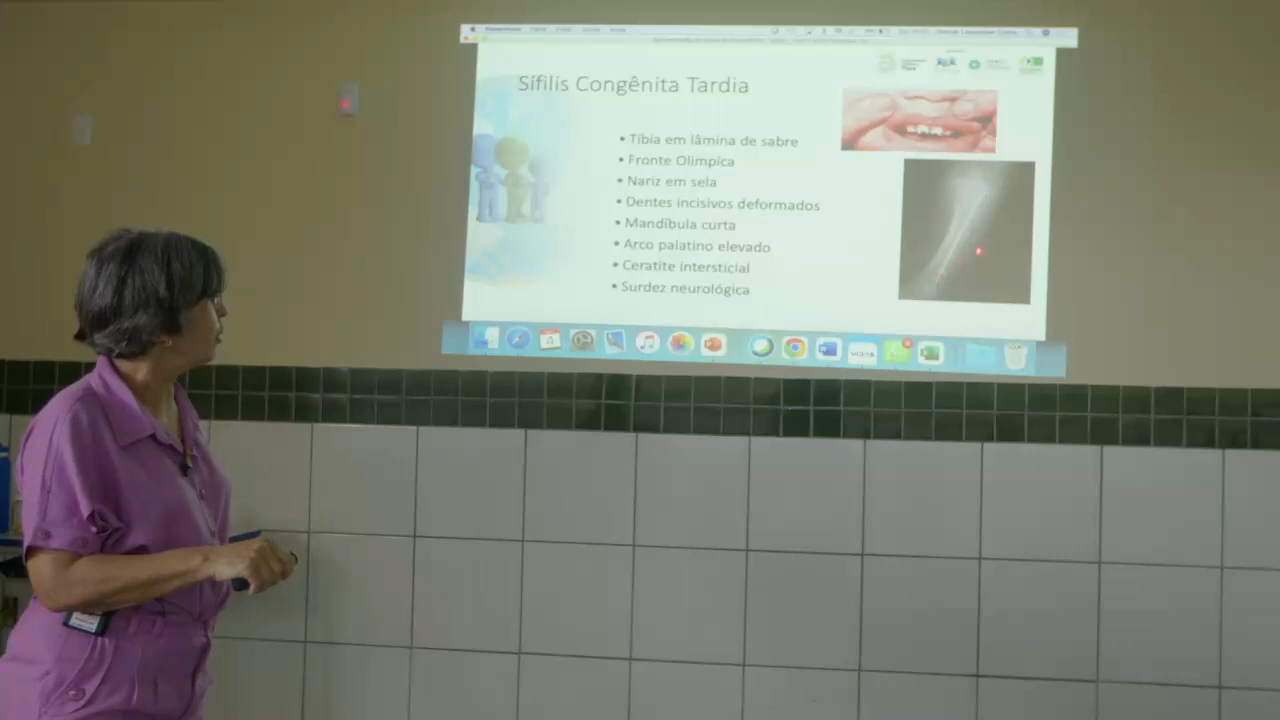 Sífilis Congênita Tardia
• Tíbia em lâmina de sabre
• Fronte Olimpíca
• Nariz em sela
• Dentes incisivos deformados
• Mandíbula curta
• Arco palatino elevado
• Ceratite intersticial
• Surdez neurológica